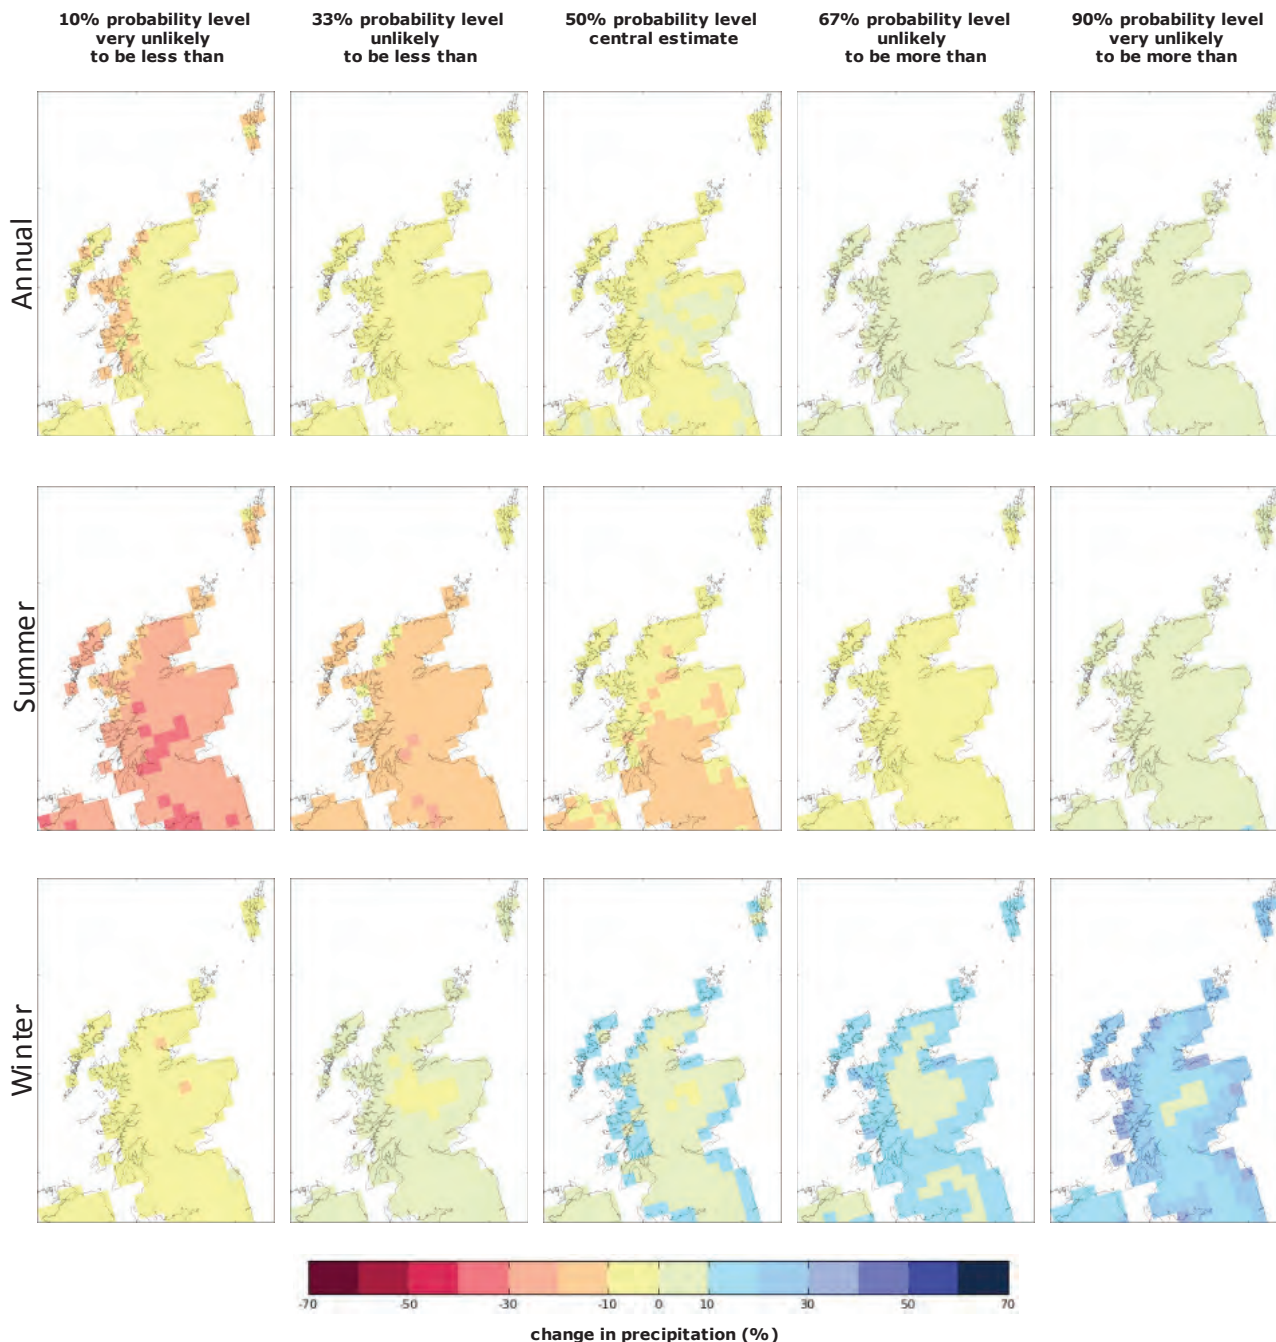 10% probability level
very unlikely
to be less than
33% probability level
unlikely
to be less than
50% probability level
central estimate
67% probability level
unlikely
to be more than
90% probability level
very unlikely
to be more than
Annual
Summer
Winter
-70 -50 -30 -10 0 10 30 50 70
change in precipitation (%)